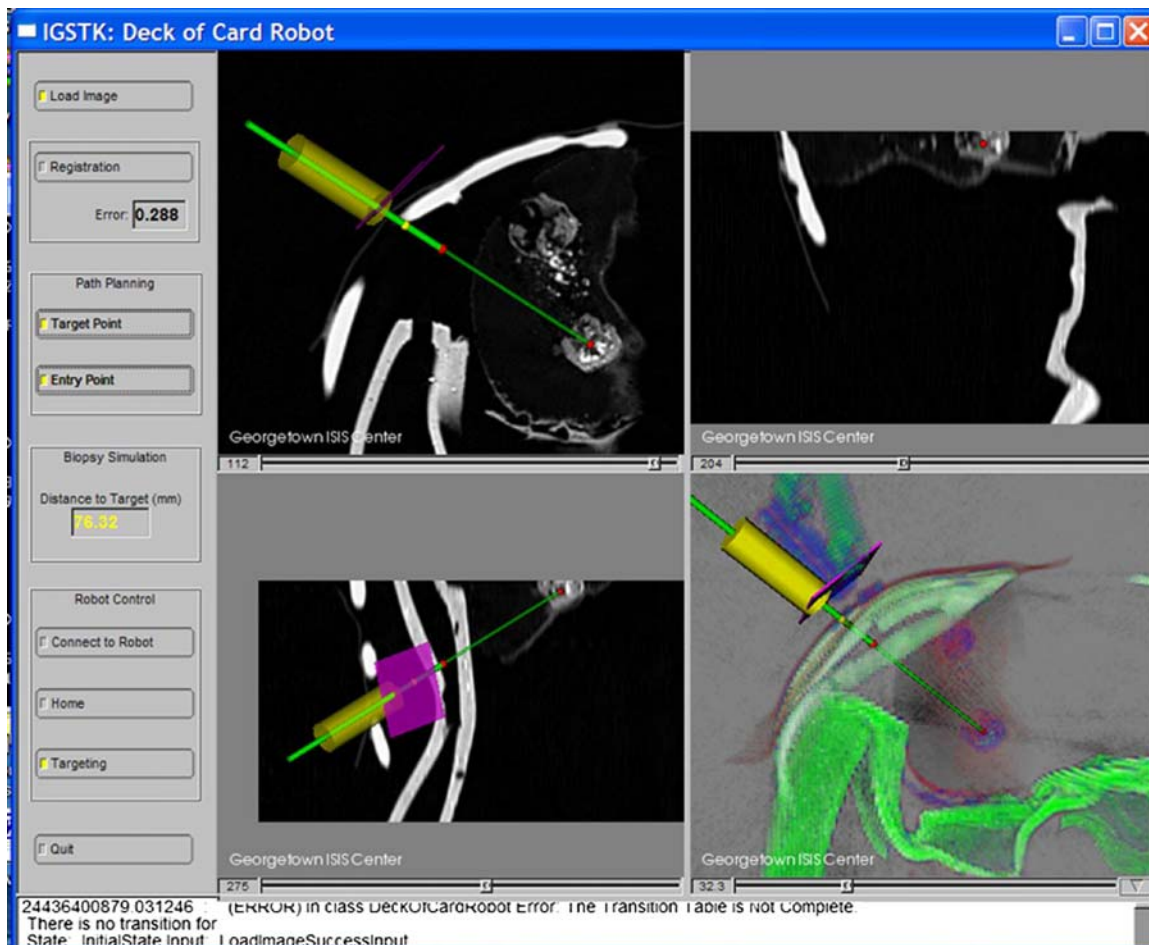 IGSTK: Deck of Card Robot
Load Image
Registration
Error: 0.288
Path Planning
Target Point
Entry Point
Biopsy Simulation
Distance to Target (mm)
76.32
Robot Control
Connect to Robot
Home
Targeting
Quit
Georgetown ISIS Center
112
204
Georgetown ISIS Center
Georgetown ISIS Center
275
32.3
24436400879.031246 : (ERROR) in class DeckOfCardRobot Error: The Transition Table is Not Complete.
There is no transition for
State: InitialState Input: LoadImageSuccessInput